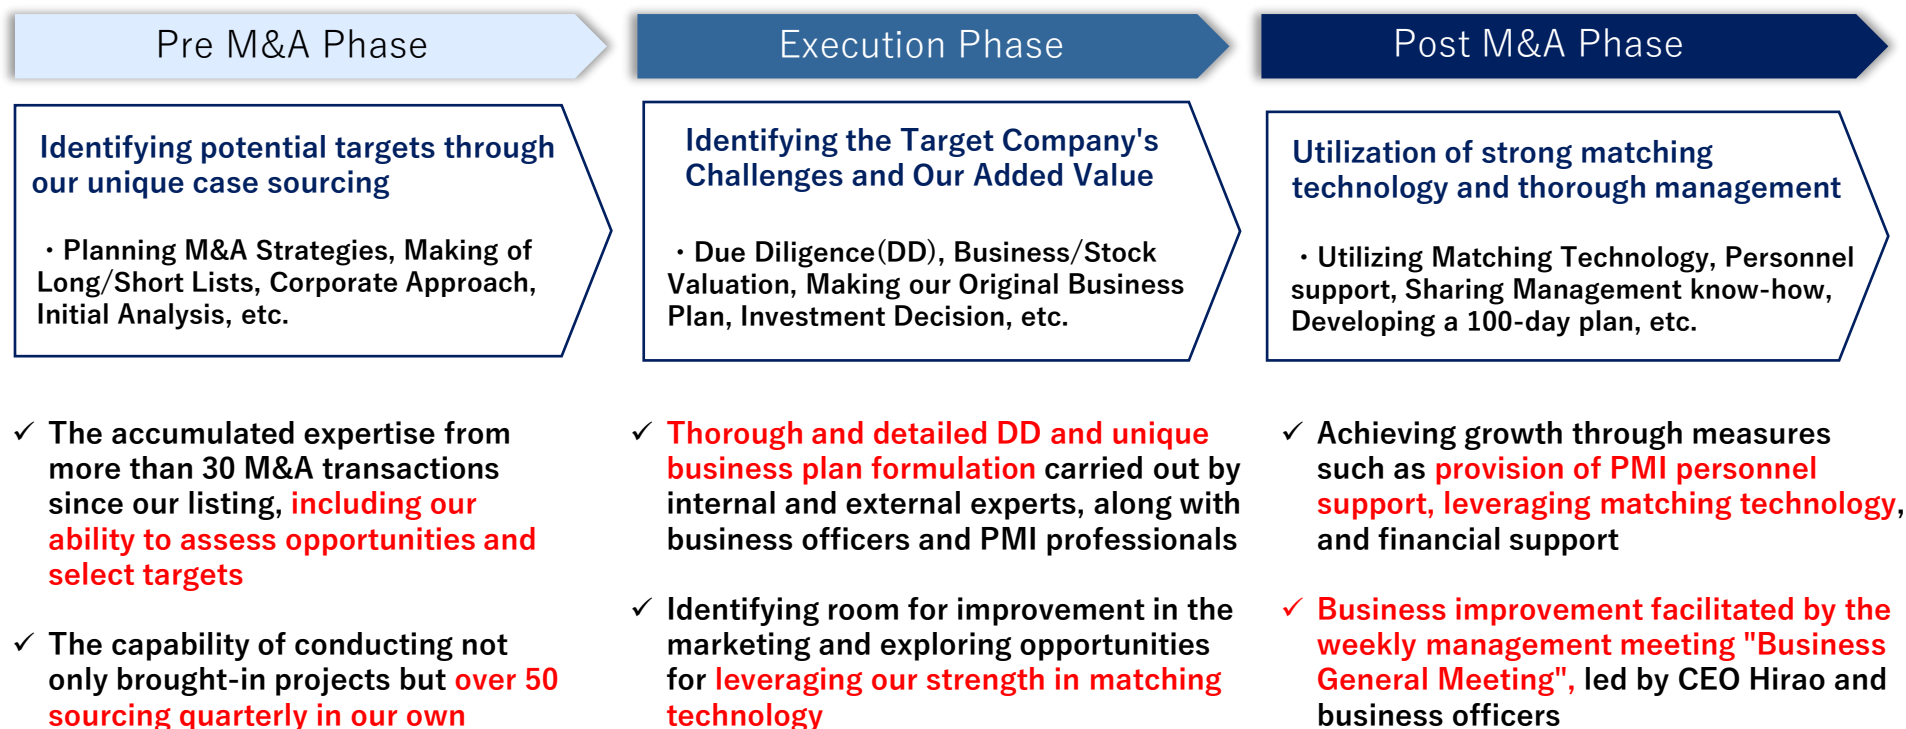 Pre M&A Phase
Identifying potential targets through
our unique case sourcing
・Planning M&A Strategies, Making of
Long/Short Lists, Corporate Approach,
Initial Analysis, etc.
✓ The accumulated expertise from
more than 30 M&A transactions
since our listing, including our
ability to assess opportunities and
select targets
✓ The capability of conducting not
only brought-in projects but over 50
sourcing quarterly in our own
Execution Phase
Identifying the Target Company's
Challenges and Our Added Value
・Due Diligence(DD), Business/Stock
Valuation, Making our Original Business
Plan, Investment Decision, etc.
✓ Thorough and detailed DD and unique
business plan formulation carried out by
internal and external experts, along with
business officers and PMI professionals
✓ Identifying room for improvement in the
marketing and exploring opportunities
for leveraging our strength in matching
technology
Post M&A Phase
Utilization of strong matching
technology and thorough management
・Utilizing Matching Technology, Personnel
support, Sharing Management know-how,
Developing a 100-day plan, etc.
✓ Achieving growth through measures
such as provision of PMI personnel
support, leveraging matching technology,
and financial support
✓ Business improvement facilitated by the
weekly management meeting "Business
General Meeting", led by CEO Hirao and
business officers